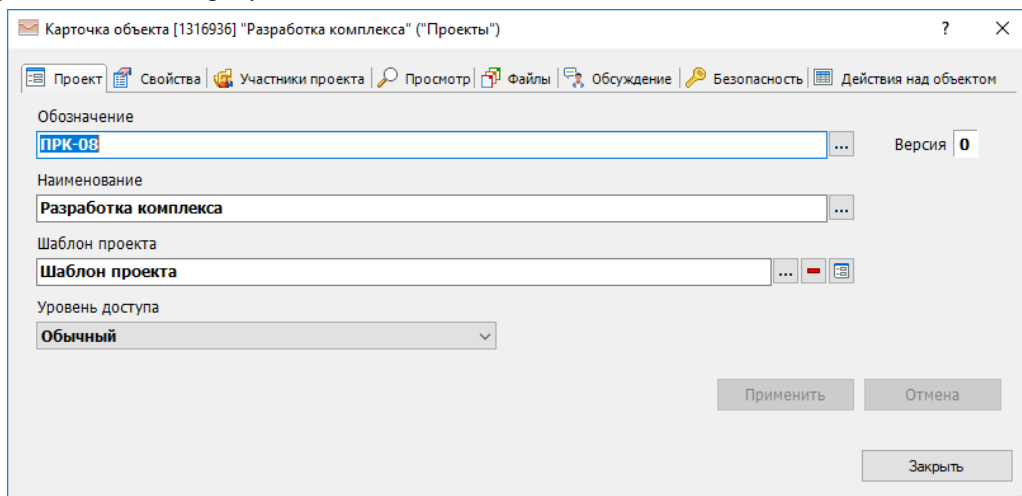 Карточка объекта [1316936] "Разработка комплекса" ("Проекты")
Проект Свойства Участники проекта Просмотр Файлы Обсуждение Безопасность Действия над объектом
Обозначение
ПРК-08 ... Версия 0
Наименование
Разработка комплекса ...
Шаблон проекта
Шаблон проекта ...
Уровень доступа
Обычный
Применить Отмена
Закрыть